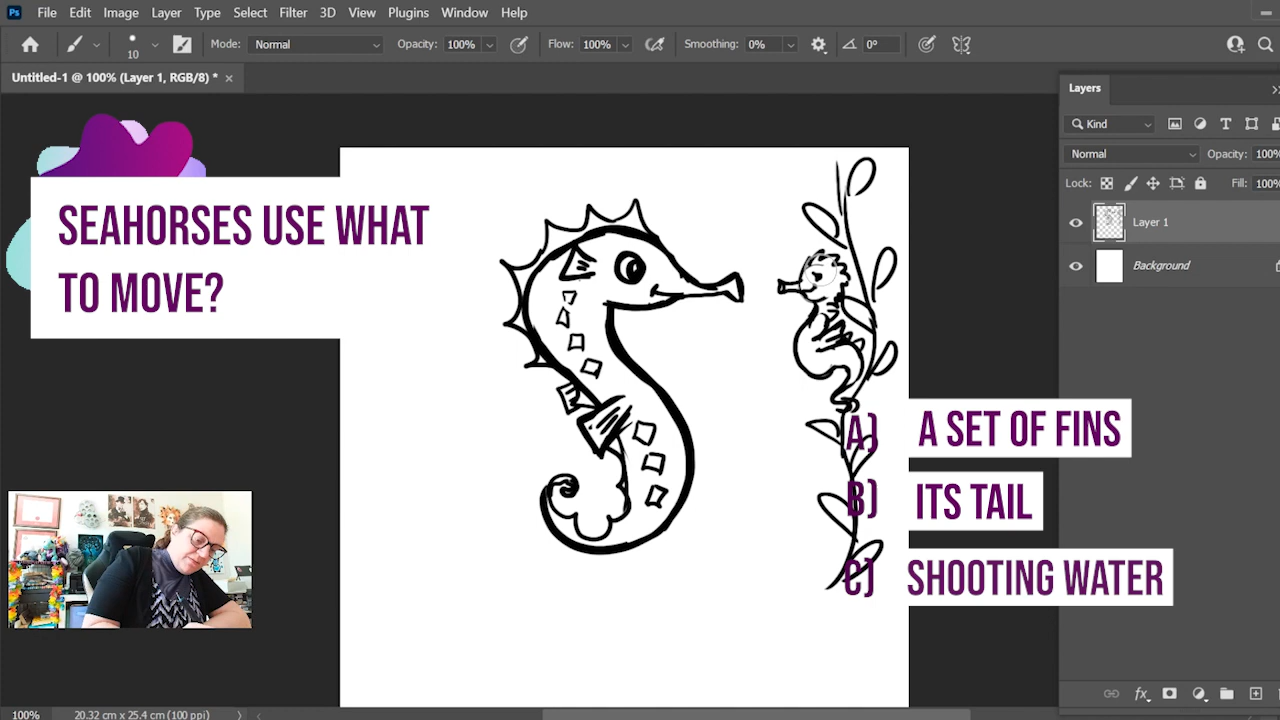 Ps File Edit Image Layer Type Select Filter 3D View Plugins Window Help
10 Mode: Normal Opacity: 100% Flow: 100% Smoothing: 0% 0°
Untitled-1 @ 100% (Layer 1, RGB/8) * ×
Layers
Kind
Normal Opacity: 100%
Lock: Fill: 100%
Layer 1
Background
SEAHORSES USE WHAT
TO MOVE?
A) A SET OF FINS
B) ITS TAIL
C) SHOOTING WATER
fx
100% 20.32 cm x 25.4 cm (100 ppi)